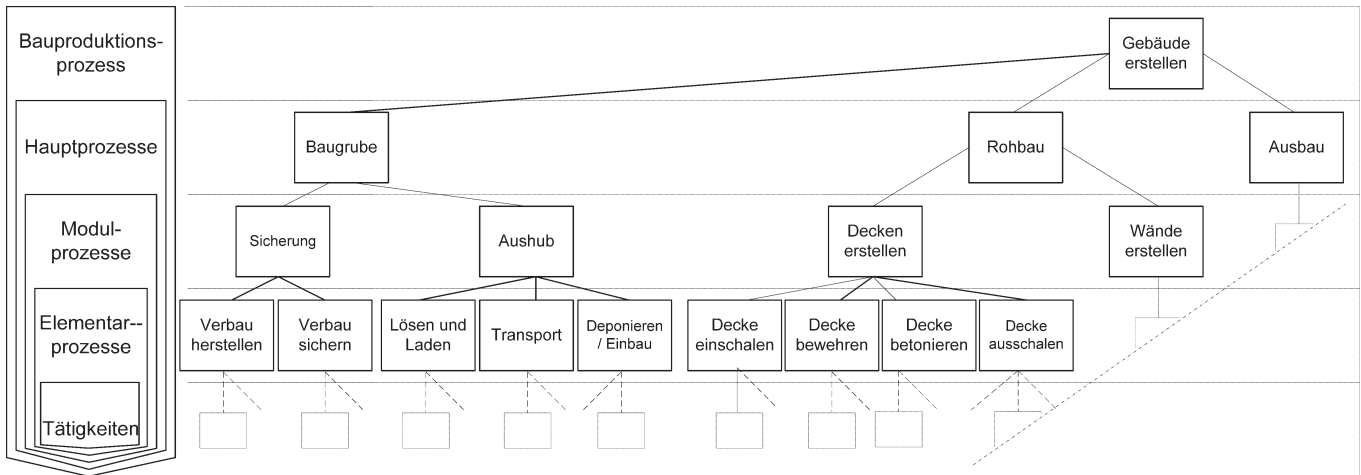 Bauproduktions-
prozess
Gebäude
erstellen
Hauptprozesse
Baugrube
Rohbau
Ausbau
Modul-
prozesse
Sicherung
Aushub
Decken
erstellen
Wände
erstellen
Elementar--
prozesse
Verbau
herstellen
Verbau
sichern
Lösen und
Laden
Transport
Deponieren
/ Einbau
Decke
einschalen
Decke
bewehren
Decke
betonieren
Decke
ausschalen
Tätigkeiten